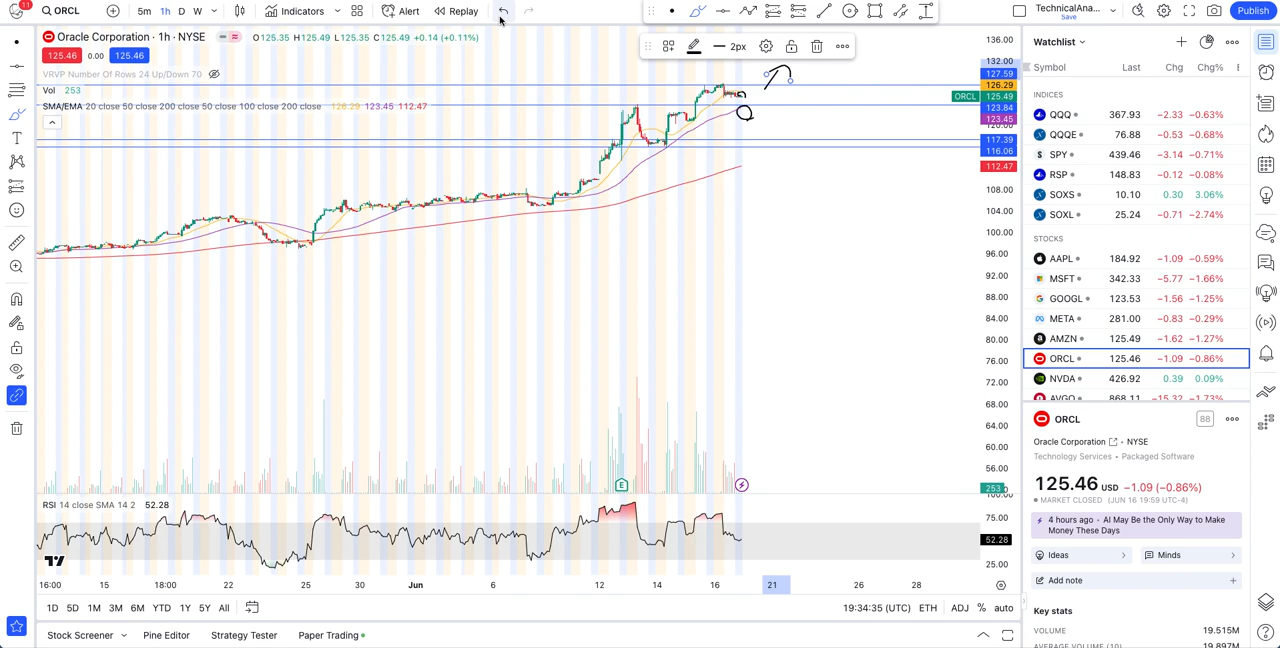 11
ORCL
5m 1h D W
Indicators
Alert
Replay
TechnicalAna...
Save
Publish
Oracle Corporation · 1h · NYSE
O125.35 H125.49 L125.35 C125.49 +0.14 (+0.11%)
125.46 0.00 125.46
VRVP Number Of Rows 24 Up/Down 70
Vol 253
SMA/EMA 20 close 50 close 200 close 50 close 100 close 200 close 126.29 123.45 112.47
2px
136.00
132.00
127.59
126.29
ORCL 125.49
123.84
123.45
120.00
117.39
116.06
112.47
108.00
104.00
100.00
96.00
92.00
88.00
84.00
80.00
76.00
72.00
68.00
64.00
60.00
56.00
253
E
RSI 14 close SMA 14 2 52.28
100.00
75.00
52.28
25.00
16:00 15 18:00 22 25 30 Jun 6 12 14 16 21 26 28
1D 5D 1M 3M 6M YTD 1Y 5Y All
19:34:35 (UTC) ETH ADJ % auto
Stock Screener
Pine Editor
Strategy Tester
Paper Trading
Watchlist
Symbol Last Chg Chg%
INDICES
QQQ 367.93 −2.33 −0.63%
QQQE 76.88 −0.53 −0.68%
SPY 439.46 −3.14 −0.71%
RSP 148.83 −0.12 −0.08%
SOXS 10.10 0.30 3.06%
SOXL 25.24 −0.71 −2.74%
STOCKS
AAPL 184.92 −1.09 −0.59%
MSFT 342.33 −5.77 −1.66%
GOOGL 123.53 −1.56 −1.25%
META 281.00 −0.83 −0.29%
AMZN 125.49 −1.62 −1.27%
ORCL 125.46 −1.09 −0.86%
NVDA 426.92 0.39 0.09%
AVGO 868.11 −15.32 −1.73%
ORCL
88
Oracle Corporation • NYSE
Technology Services • Packaged Software
125.46 USD −1.09 (−0.86%)
MARKET CLOSED (JUN 16 19:59 UTC-4)
4 hours ago • AI May Be the Only Way to Make
Money These Days
Ideas
Minds
Add note
Key stats
VOLUME 19.515M
AVERAGE VOLUME (10) 19.897M